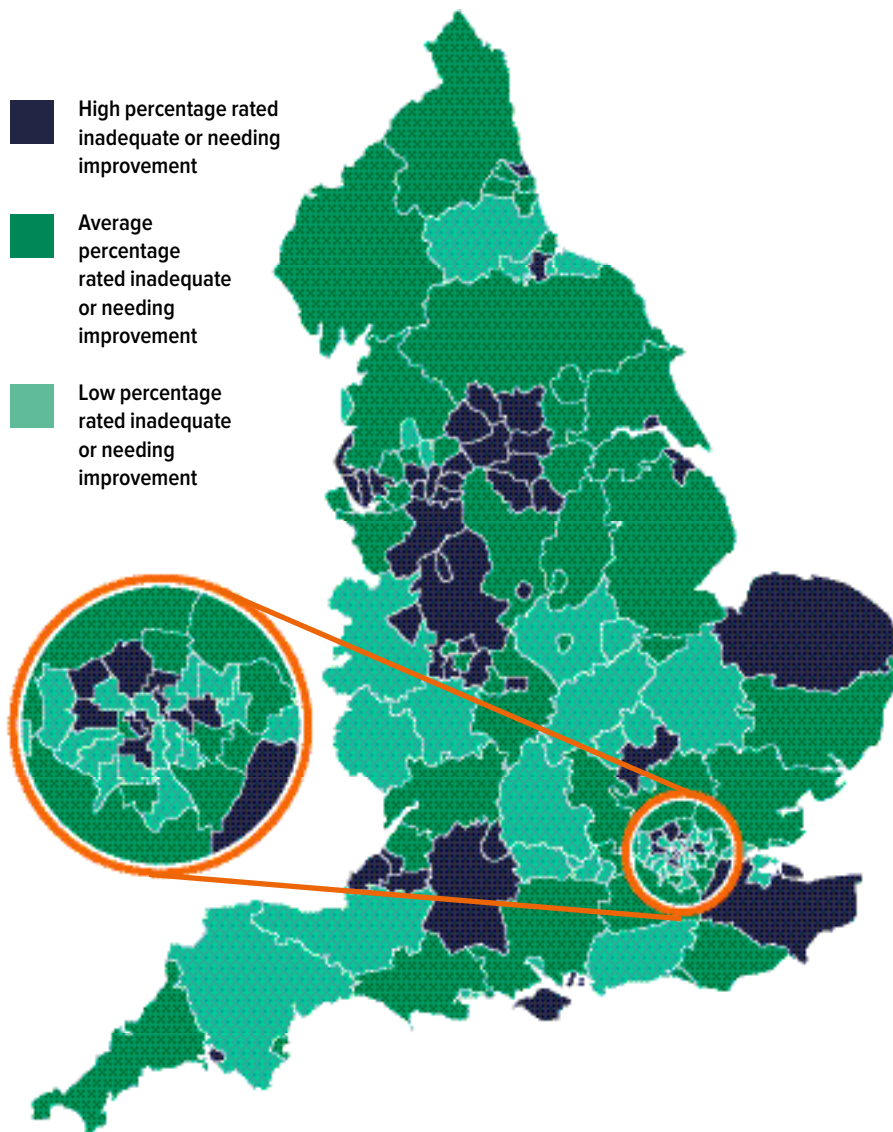 High percentage rated
inadequate or needing
improvement
Average
percentage
rated inadequate
or needing
improvement
Low percentage
rated inadequate
or needing
improvement